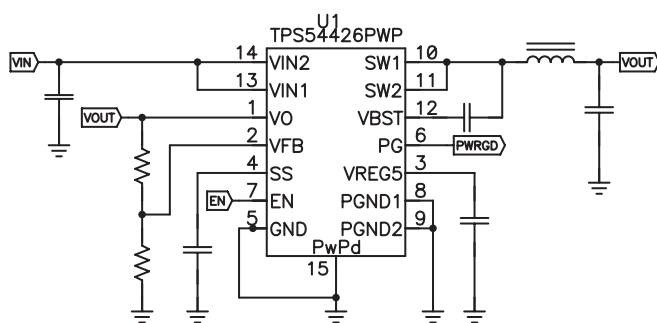 U1
TPS54426PWP
VIN
14 VIN2 SW1 10
13 VIN1 SW2 11
VOUT
VOUT
1 VO VBST 12
2 VFB PG 6
PWRGD
4 SS VREG5 3
EN
7 EN PGND1 8
5 GND PGND2 9
PwPd
15